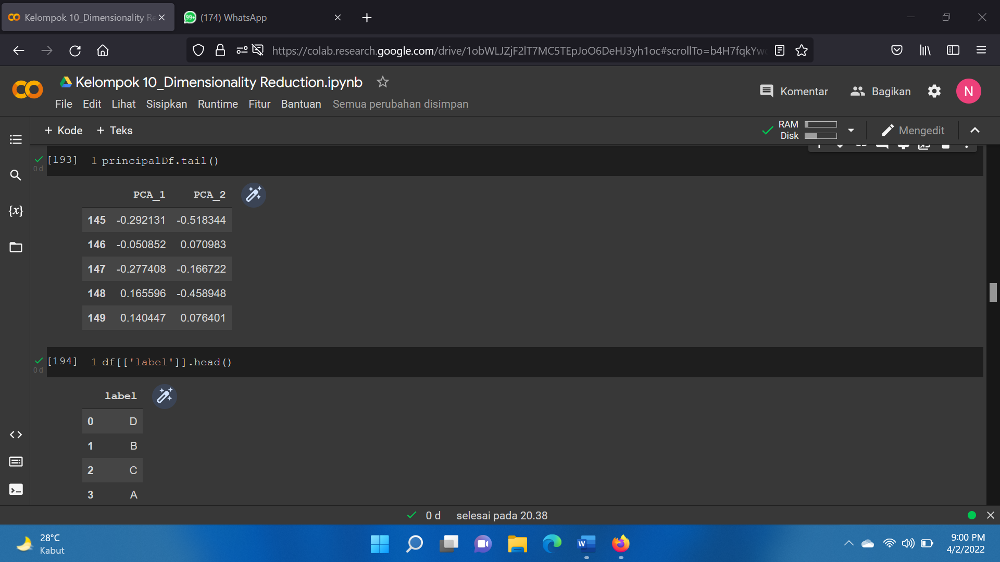 Kelompok 10_Dimensionality Re
(174) WhatsApp
https://colab.research.google.com/drive/1obWLJZjF2lT7MC5TEpJoO6DeHJ3yh1oc#scrollTo=b4H7fqkYw
Kelompok 10_Dimensionality Reduction.ipynb
Komentar
Bagikan
N
File Edit Lihat Sisipkan Runtime Fitur Bantuan Semua perubahan disimpan
+ Kode + Teks
RAM
Disk
Mengedit
[193] 1 principalDf.tail()
0 d
PCA_1 PCA_2
145 -0.292131 -0.518344
146 -0.050852 0.070983
147 -0.277408 -0.166722
148 0.165596 -0.458948
149 0.140447 0.076401
[194] 1 df[['label']].head()
0 d
label
0 D
1 B
2 C
3 A
0 d selesai pada 20.38
28°C
Kabut
9:00 PM
4/2/2022